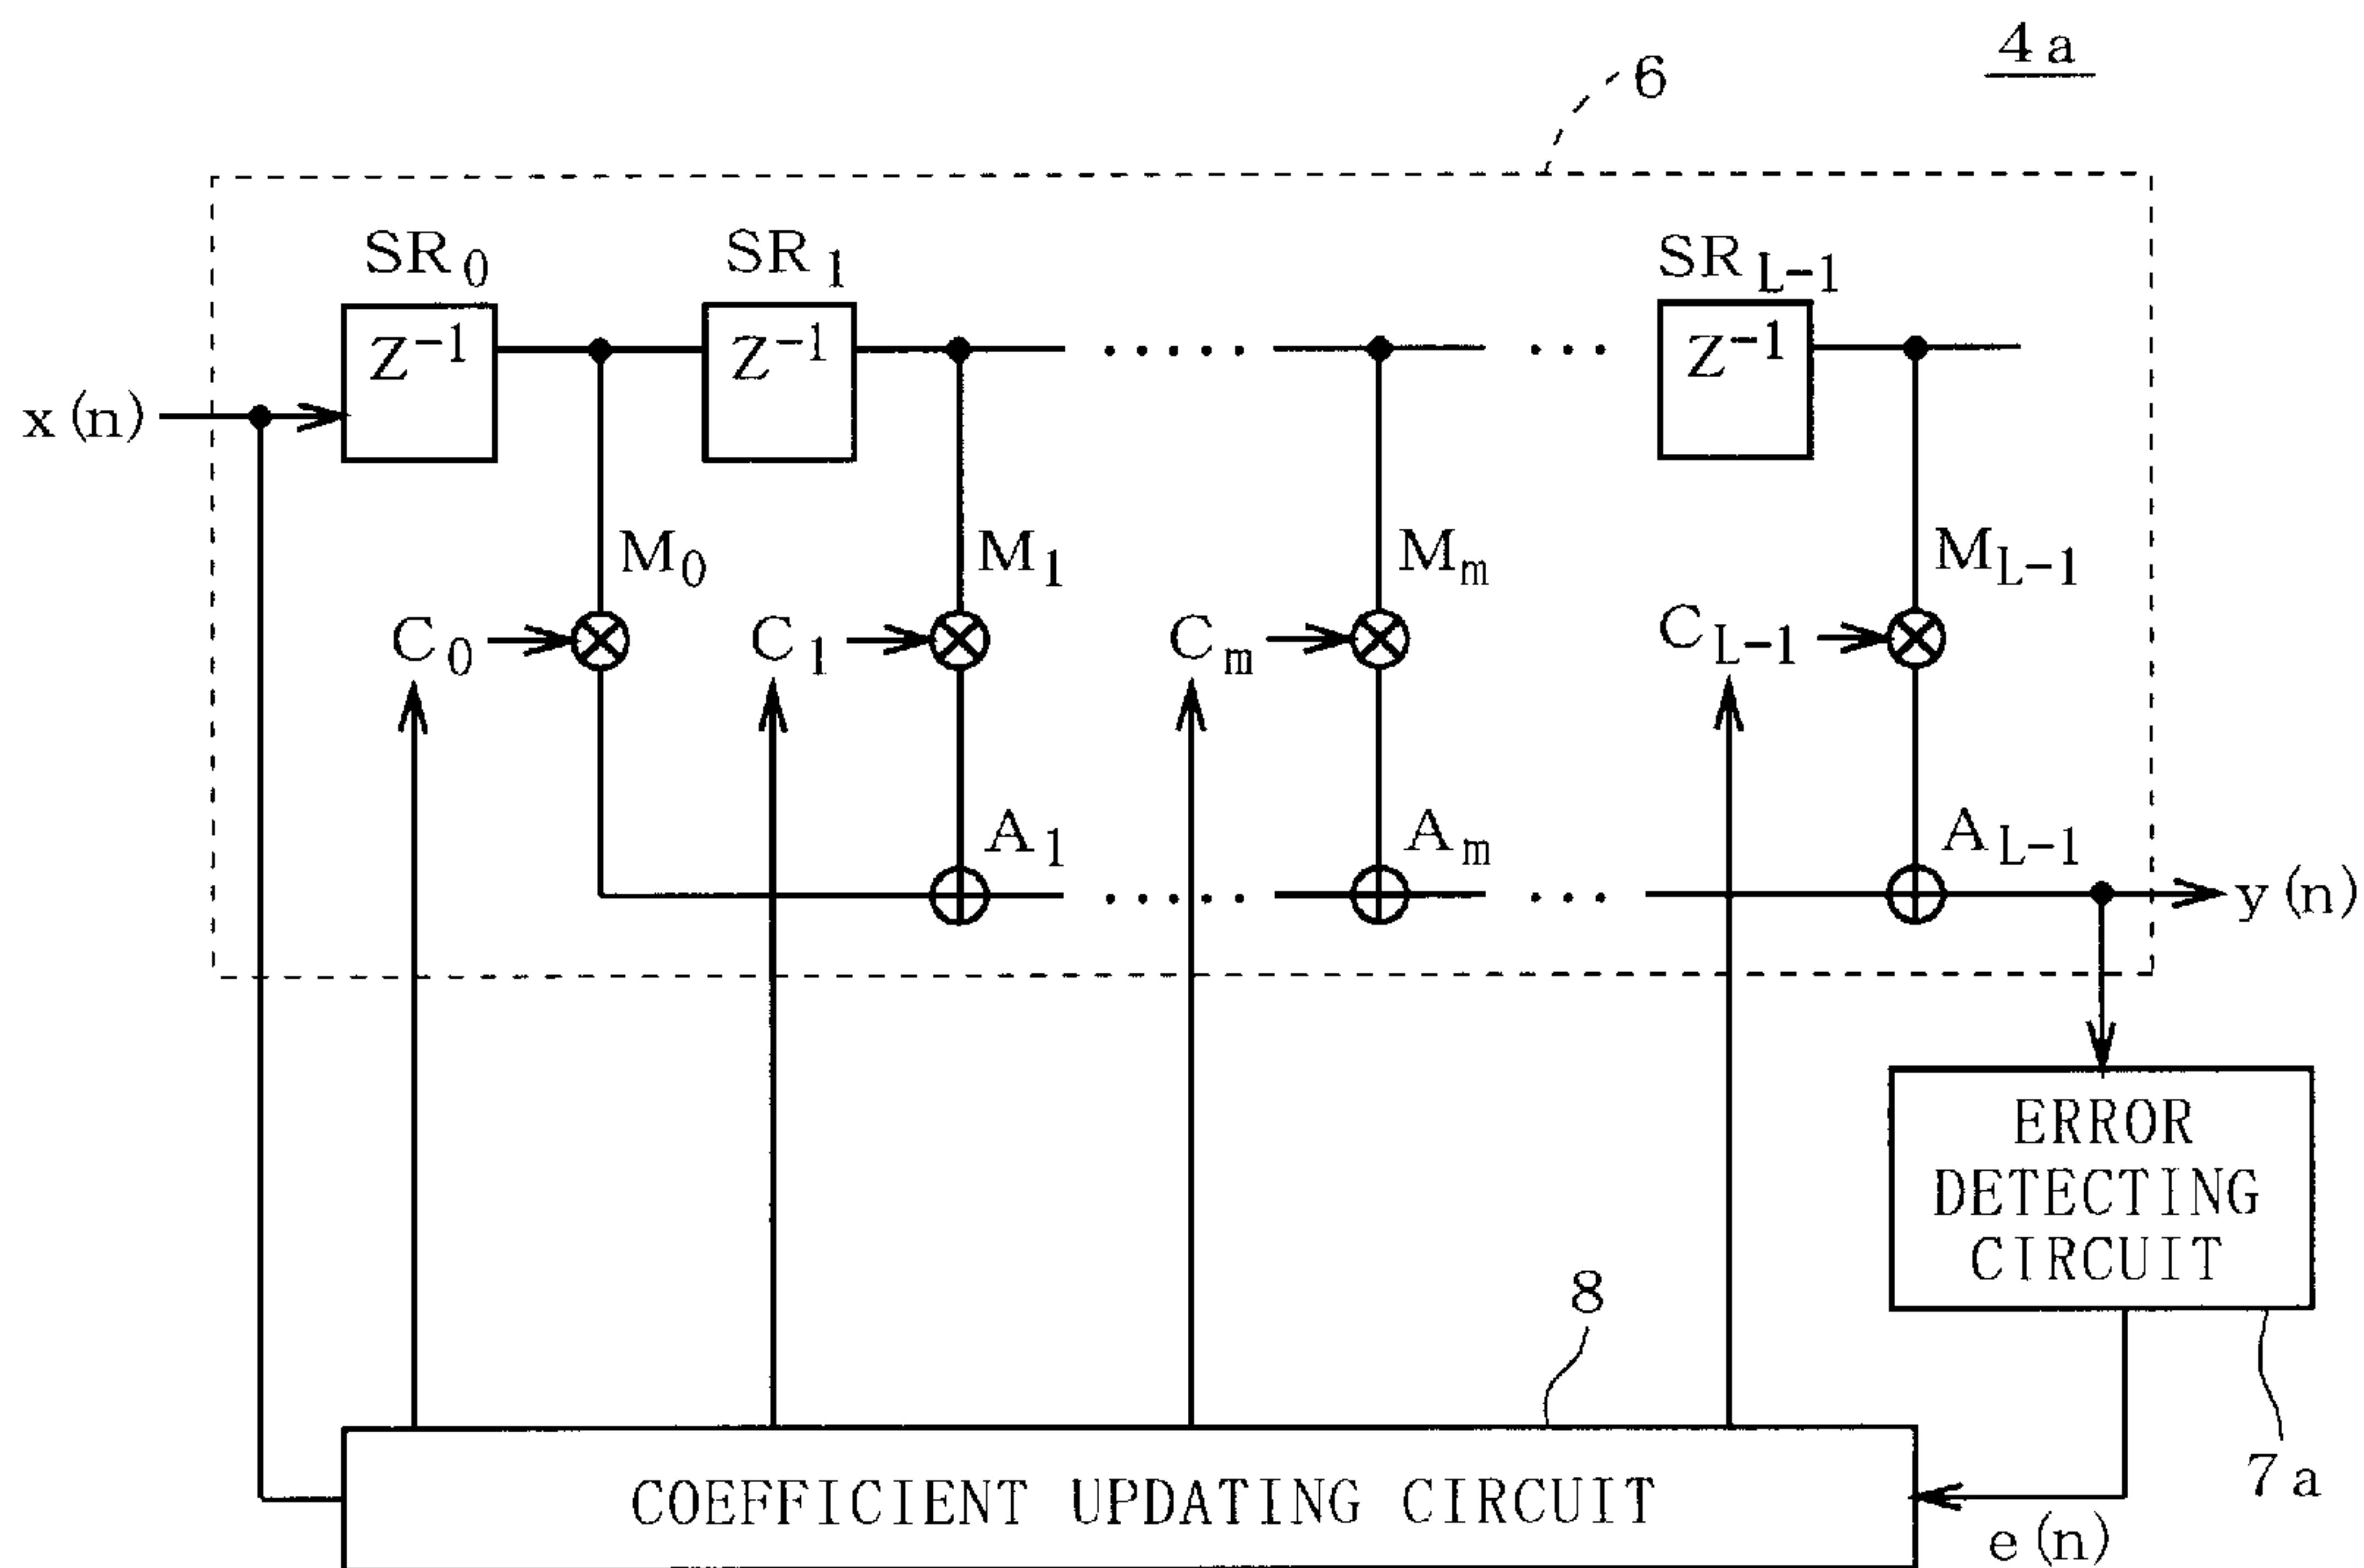 4a
6
SR0 SR1 SRL-1
Z-1 Z-1 Z-1
x(n)
M0 M1 Mm ML-1
C0 C1 Cm CL-1
A1 Am AL-1
y(n)
ERROR
DETECTING
CIRCUIT
8
7a
COEFFICIENT UPDATING CIRCUIT
e(n)